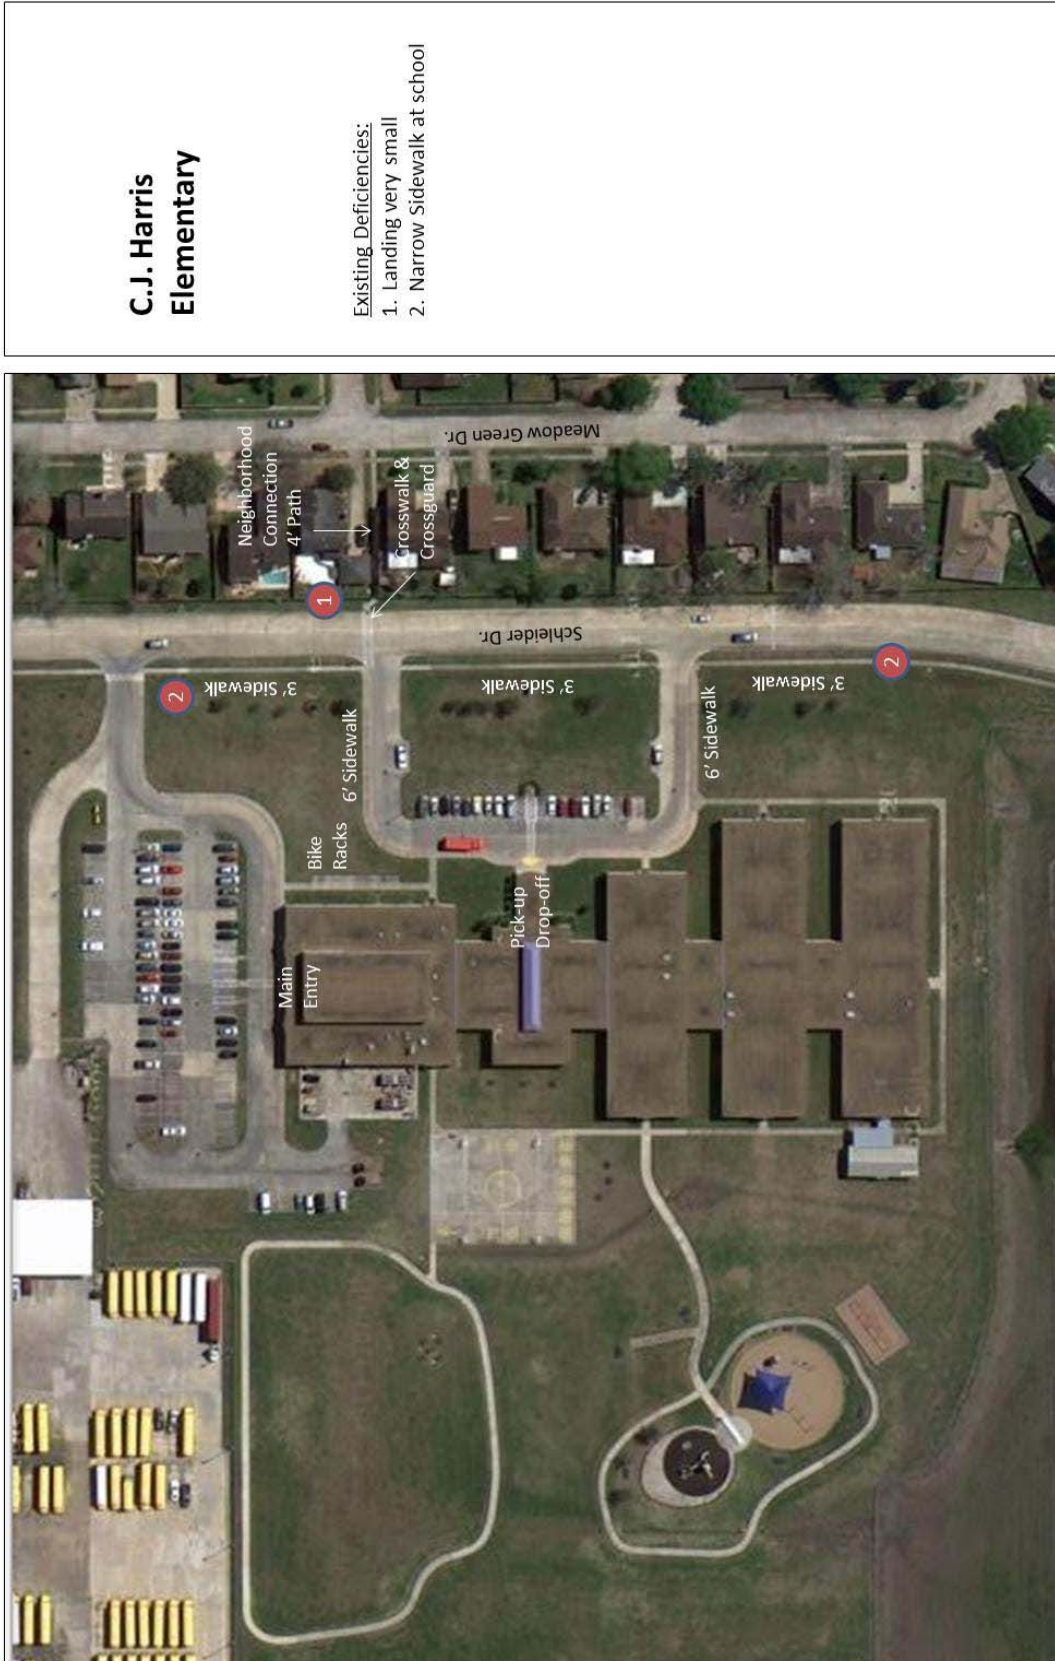 C.J. Harris
Elementary
Existing Deficiencies:
1. Landing very small
2. Narrow Sidewalk at school
Neighborhood
Connection
4' Path
Crosswalk &
Crossguard
Meadow Green Dr.
1
Schleider Dr.
2
3' Sidewalk
3' Sidewalk
3' Sidewalk
2
6' Sidewalk
6' Sidewalk
Bike
Racks
Pick-up
Drop-off
Main
Entry